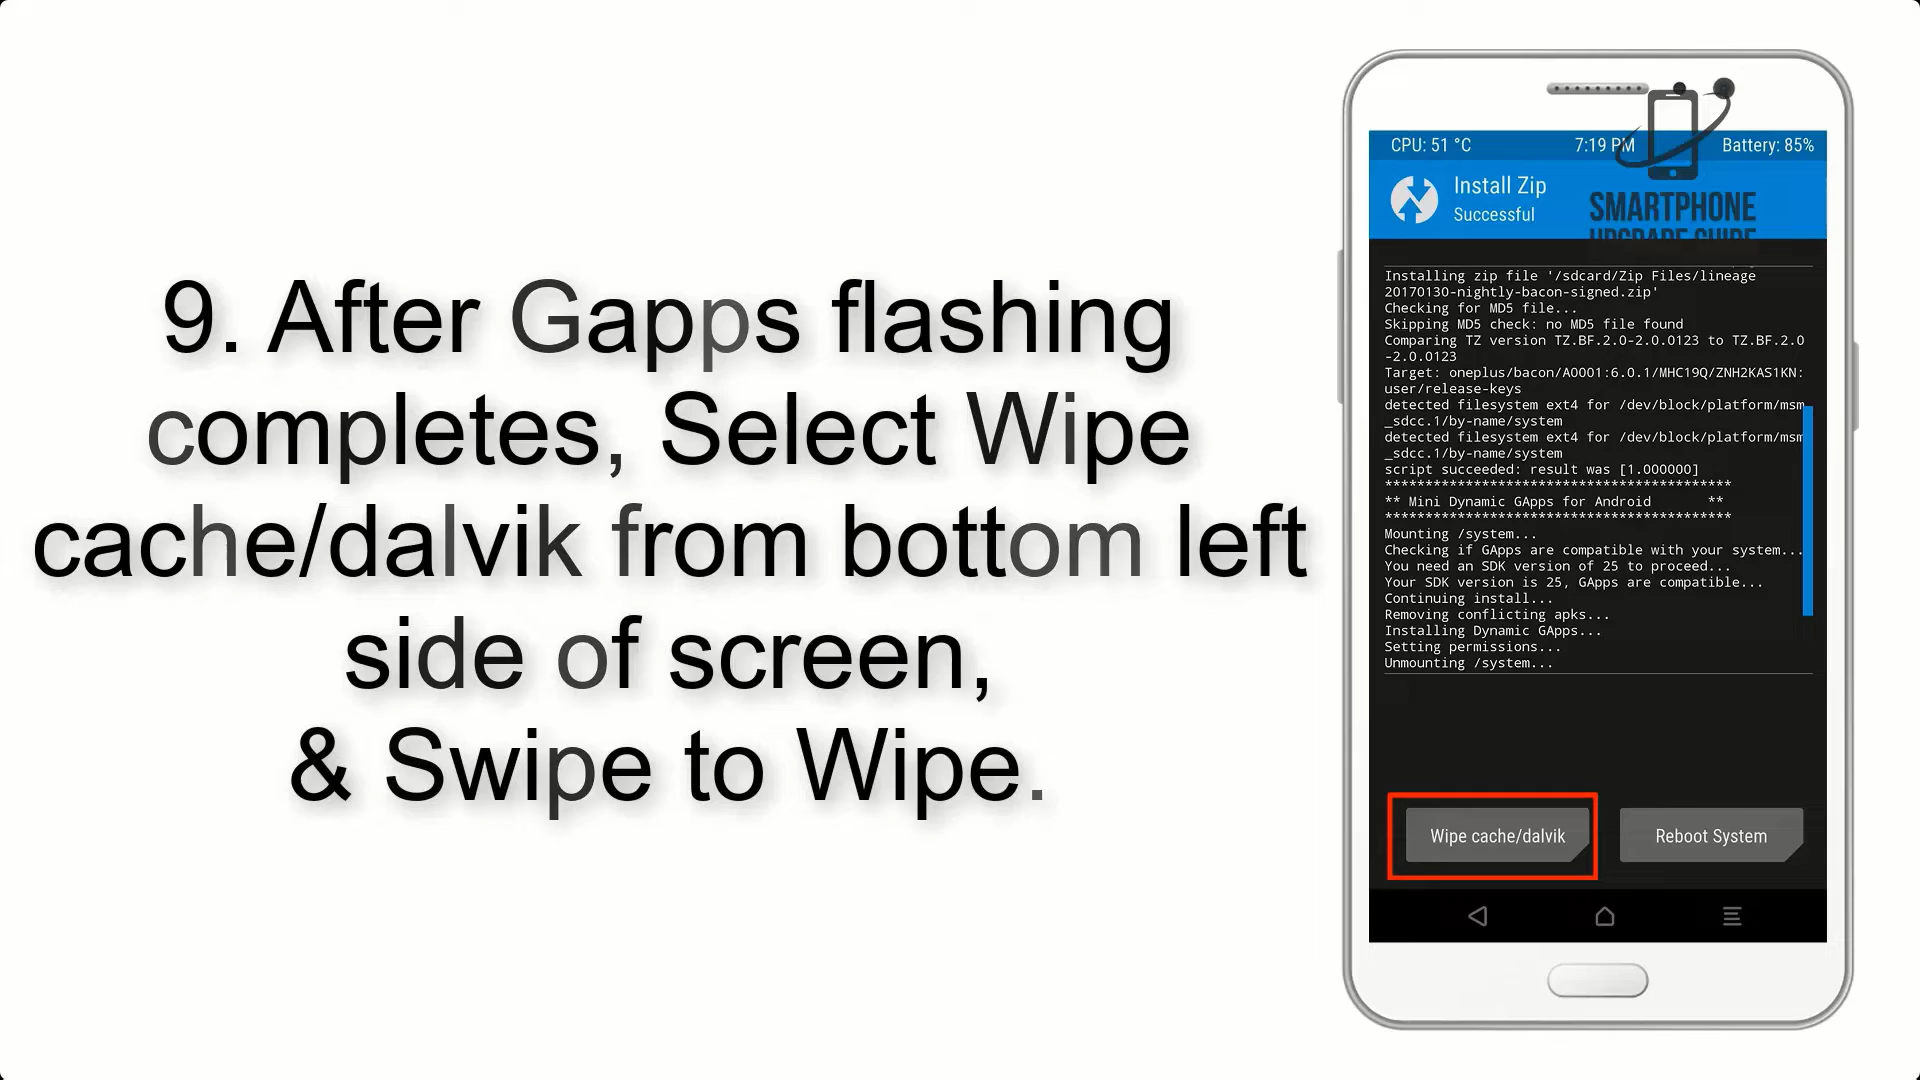 9. After Gapps flashing
completes, Select Wipe
cache/dalvik from bottom left
side of screen,
& Swipe to Wipe.
CPU: 51 °C 7:19 PM Battery: 85%
Install Zip
Successful
SMARTPHONE
UPGRADE GUIDE
Installing zip file '/sdcard/Zip Files/lineage
20170130-nightly-bacon-signed.zip'
Checking for MD5 file...
Skipping MD5 check: no MD5 file found
Comparing TZ version TZ.BF.2.0-2.0.0123 to TZ.BF.2.0
-2.0.0123
Target: oneplus/bacon/A0001:6.0.1/MHC19Q/ZNH2KAS1KN:
user/release-keys
detected filesystem ext4 for /dev/block/platform/msm
_sdcc.1/by-name/system
detected filesystem ext4 for /dev/block/platform/msm
_sdcc.1/by-name/system
script succeeded: result was [1.000000]
*******************************************
** Mini Dynamic GApps for Android **
*******************************************
Mounting /system...
Checking if GApps are compatible with your system...
You need an SDK version of 25 to proceed...
Your SDK version is 25, GApps are compatible...
Continuing install...
Removing conflicting apks...
Installing Dynamic GApps...
Setting permissions...
Unmounting /system...
Wipe cache/dalvik Reboot System